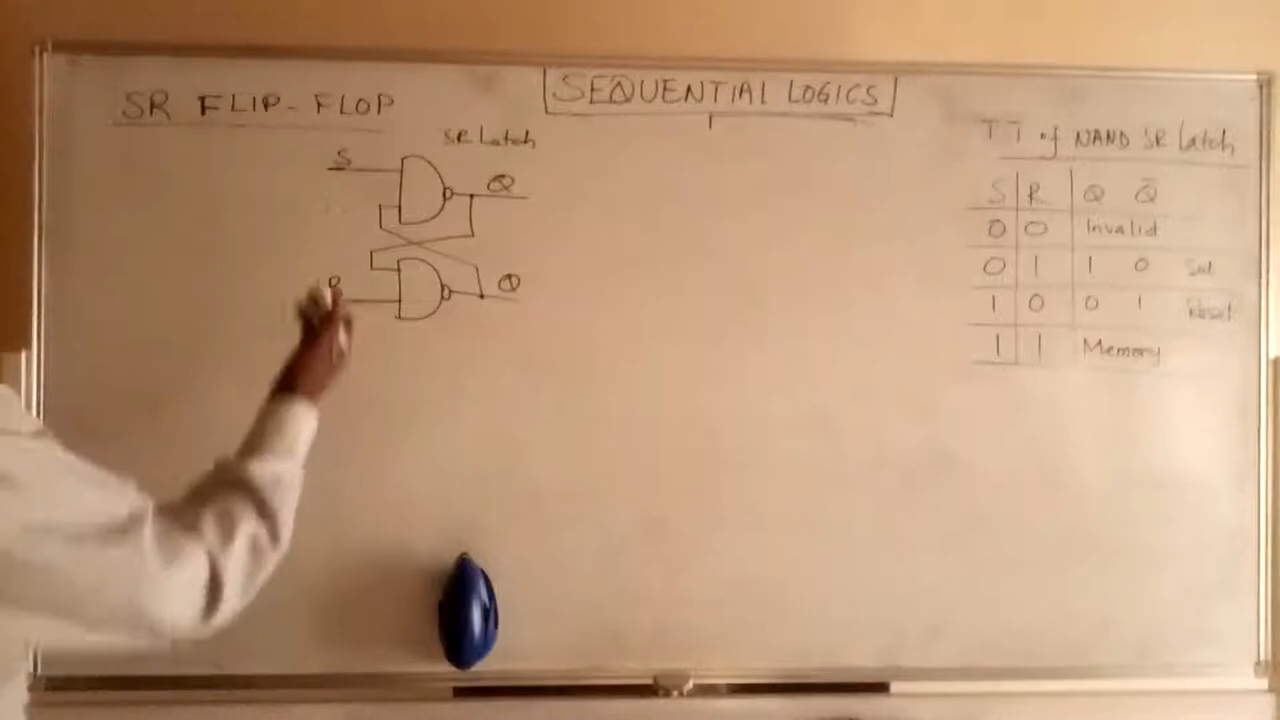 SEQUENTIAL LOGICS
SR FLIP-FLOP
SR Latch
S
Q
R
Q̄
TT of NAND SR Latch
S R Q Q̄
0 0 Invalid
0 1 1 0 Set
1 0 0 1 Reset
1 1 Memory